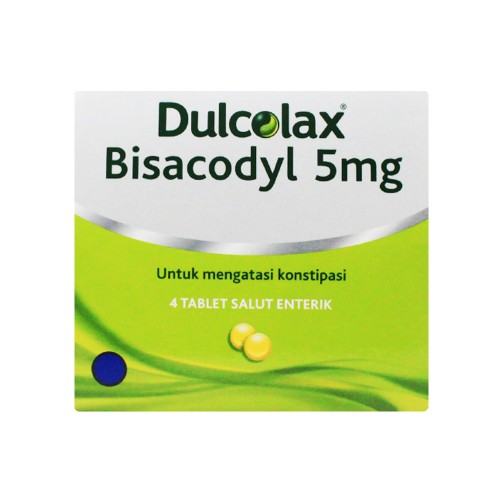 Dulcolax®
Bisacodyl 5mg
Untuk mengatasi konstipasi
4 TABLET SALUT ENTERIK